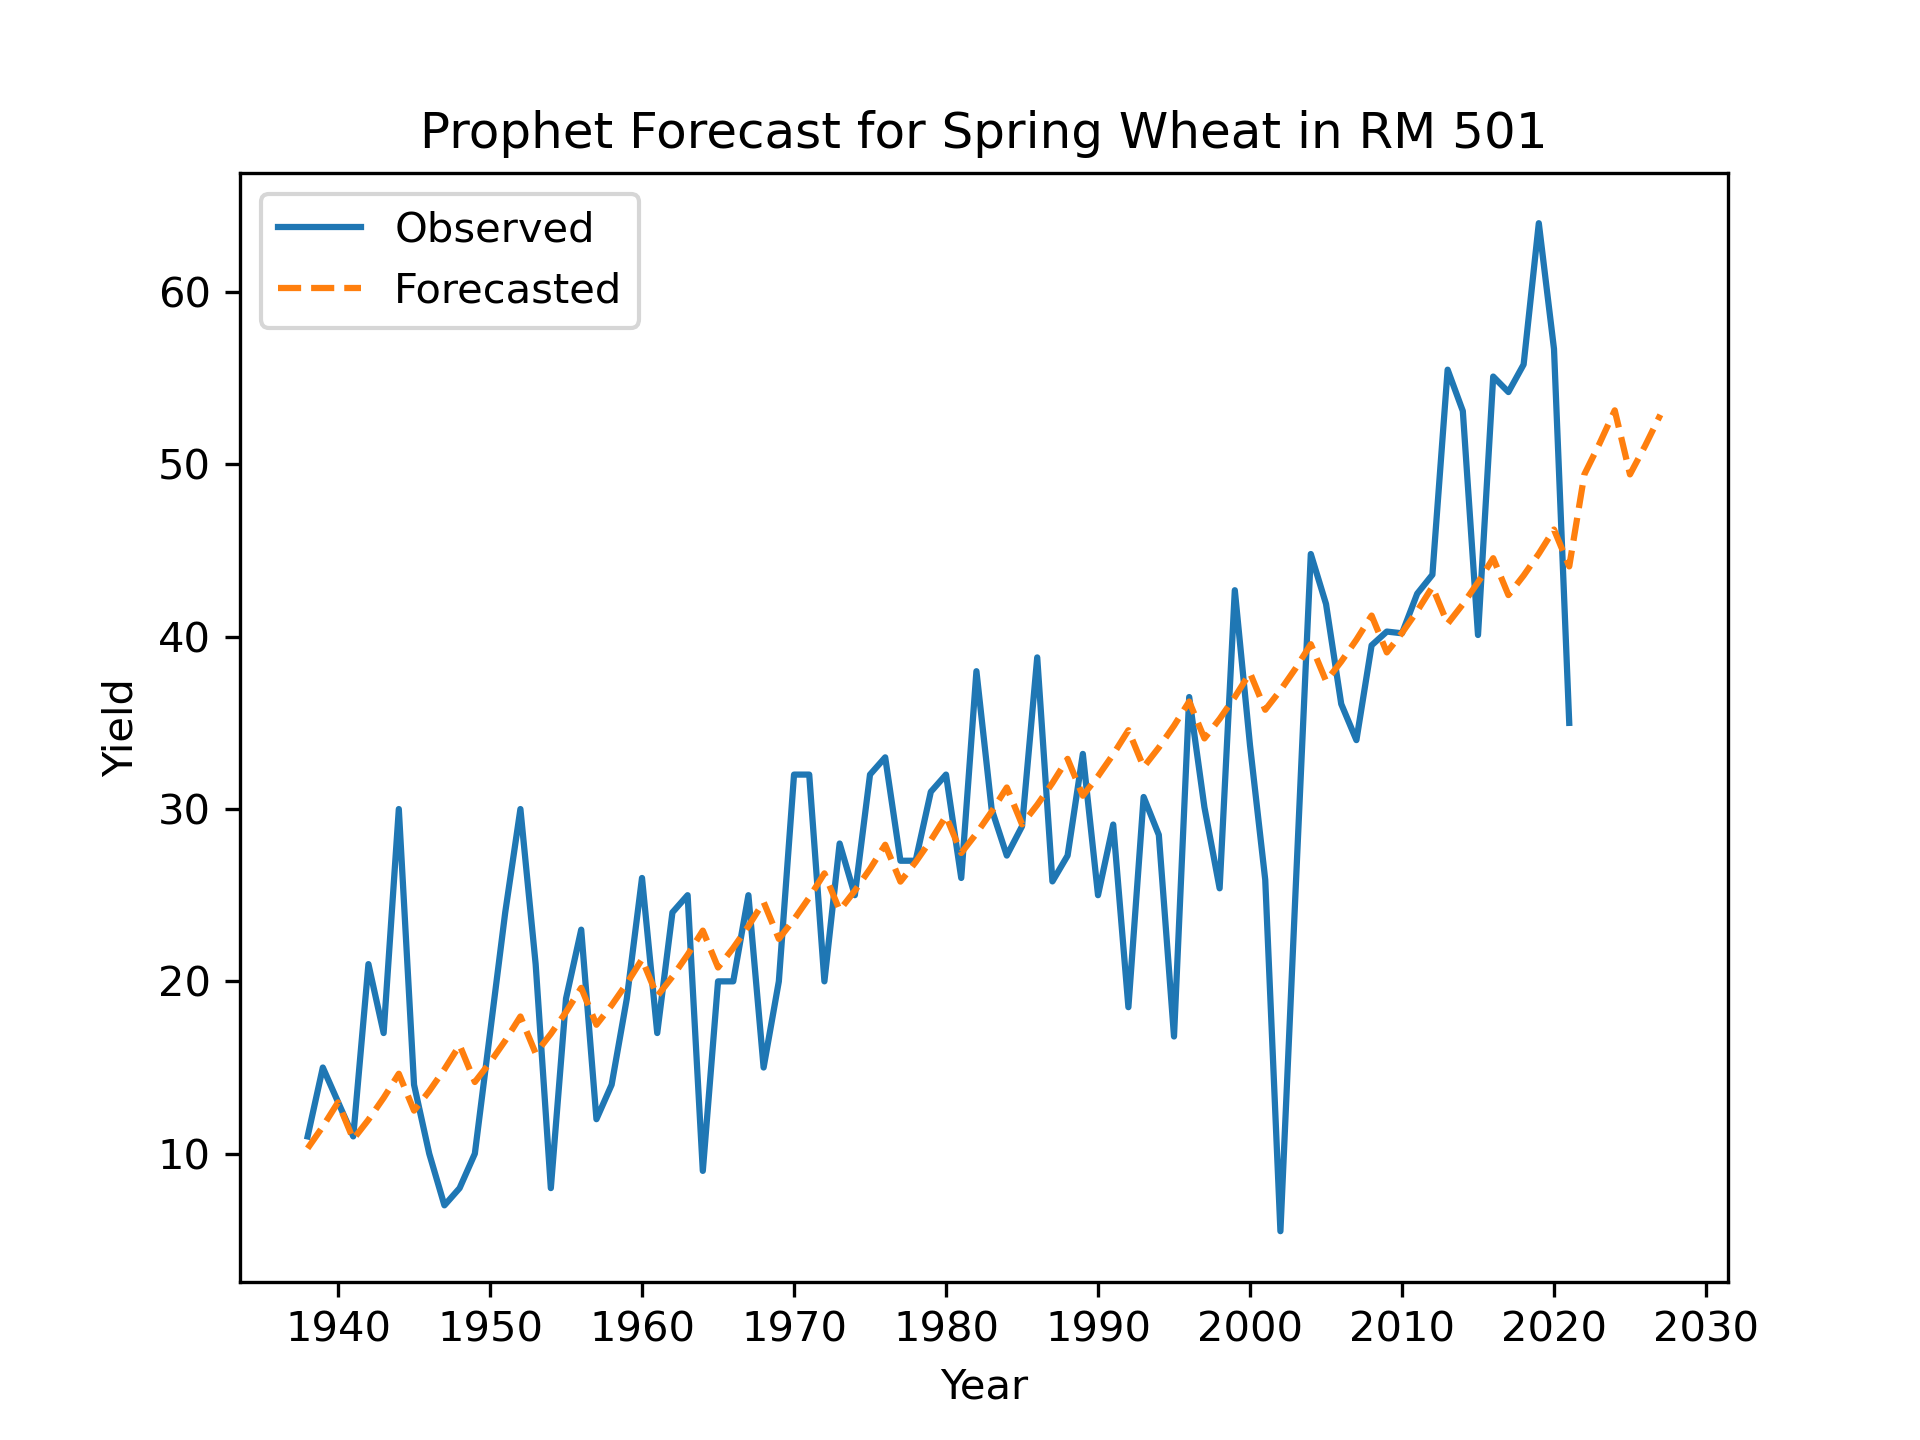 Prophet Forecast for Spring Wheat in RM 501
Observed
Forecasted
60
50
40
30
20
10
Yield
1940 1950 1960 1970 1980 1990 2000 2010 2020 2030
Year